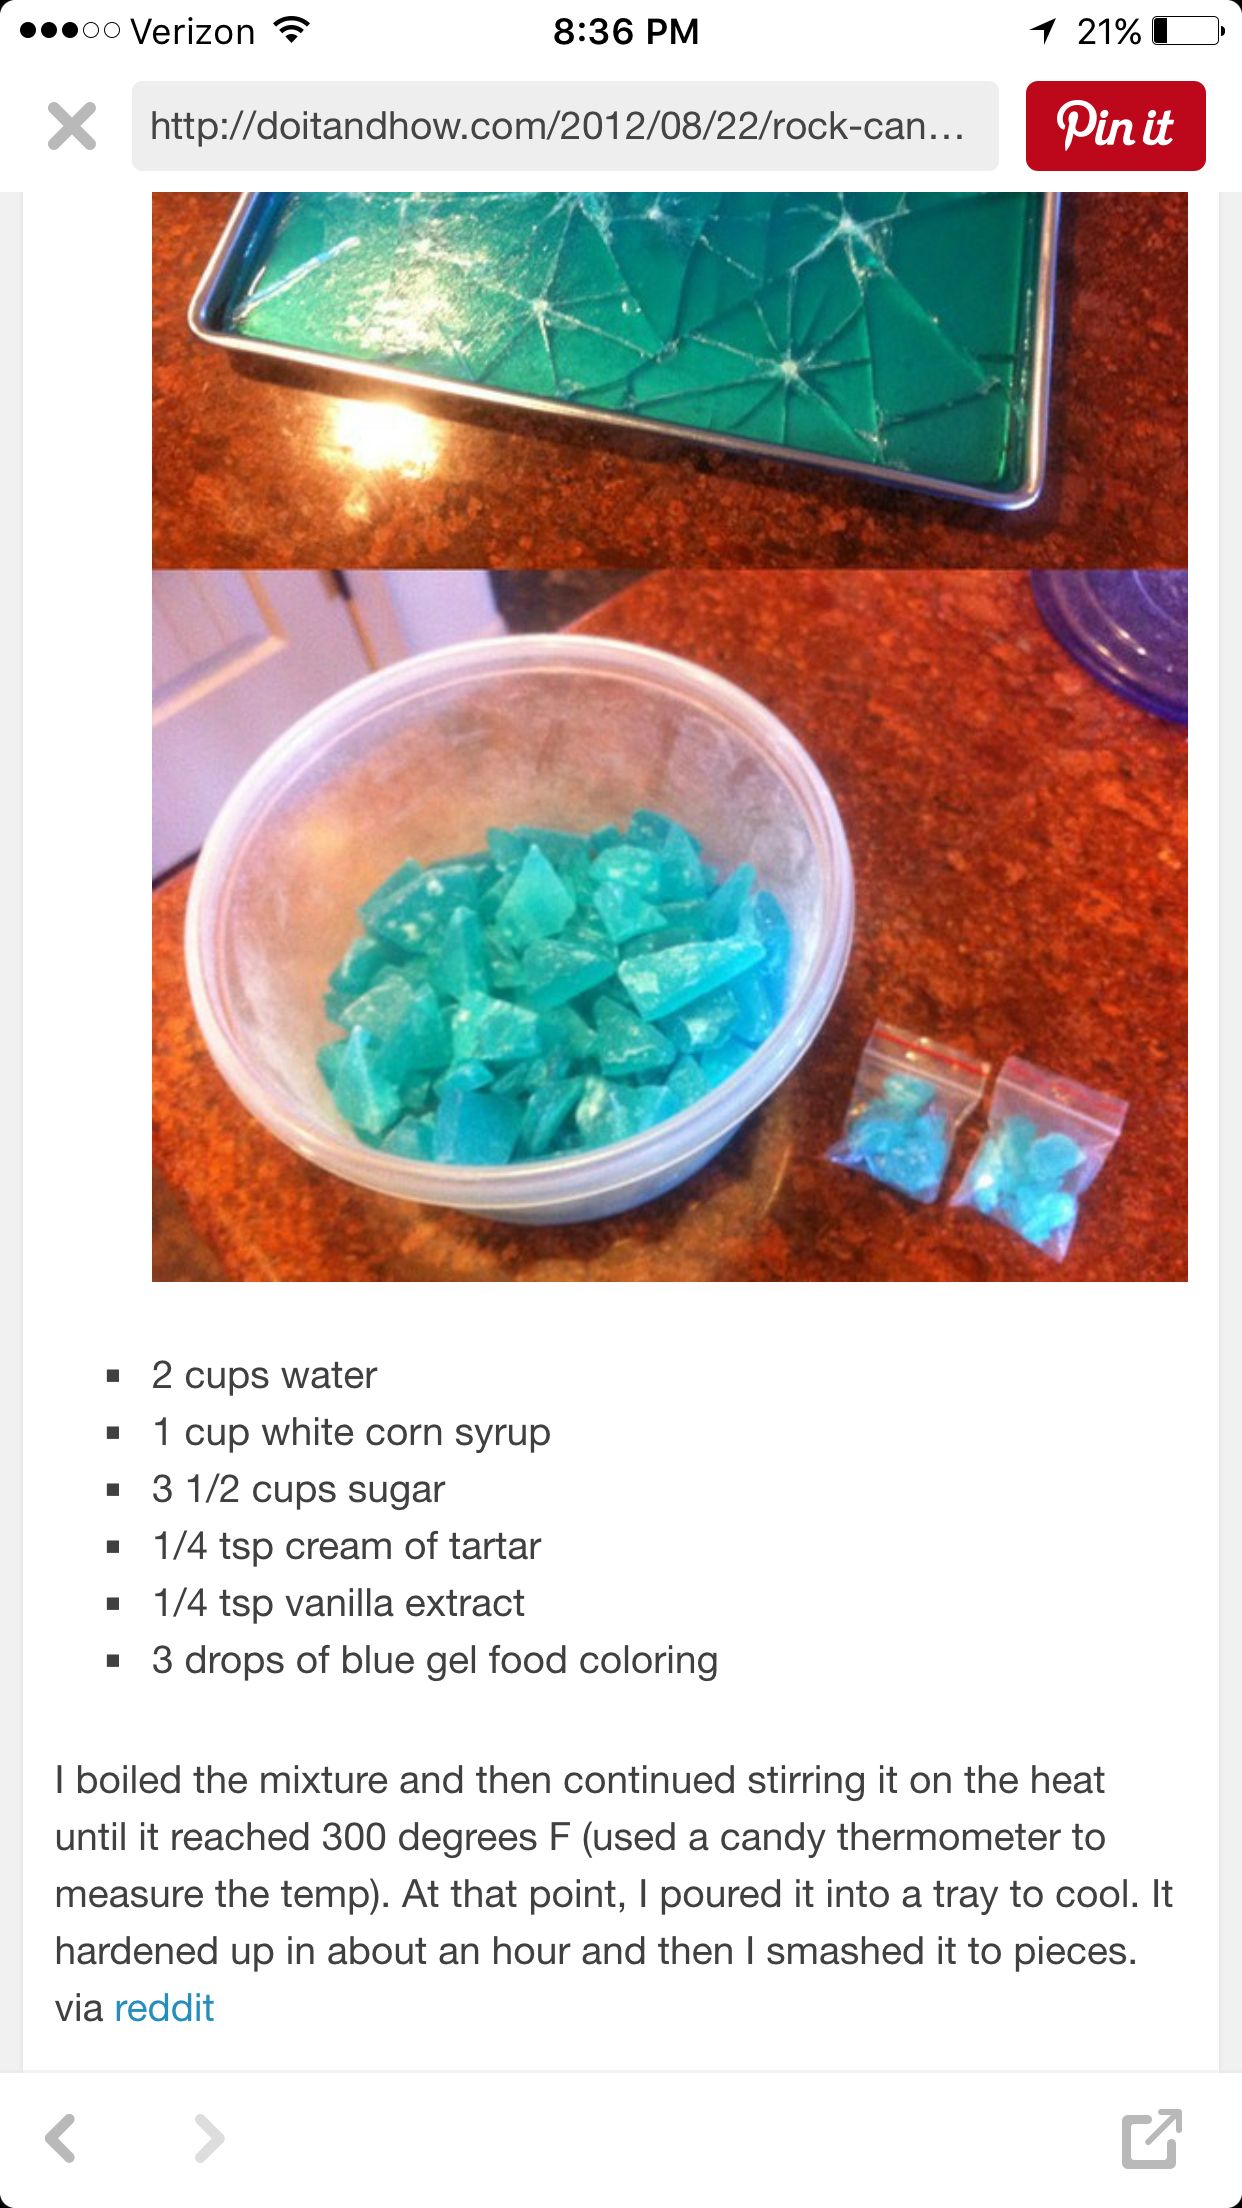 Verizon 8:36 PM 21%
http://doitandhow.com/2012/08/22/rock-can... Pin it
▪ 2 cups water
▪ 1 cup white corn syrup
▪ 3 1/2 cups sugar
▪ 1/4 tsp cream of tartar
▪ 1/4 tsp vanilla extract
▪ 3 drops of blue gel food coloring
I boiled the mixture and then continued stirring it on the heat
until it reached 300 degrees F (used a candy thermometer to
measure the temp). At that point, I poured it into a tray to cool. It
hardened up in about an hour and then I smashed it to pieces.
via reddit